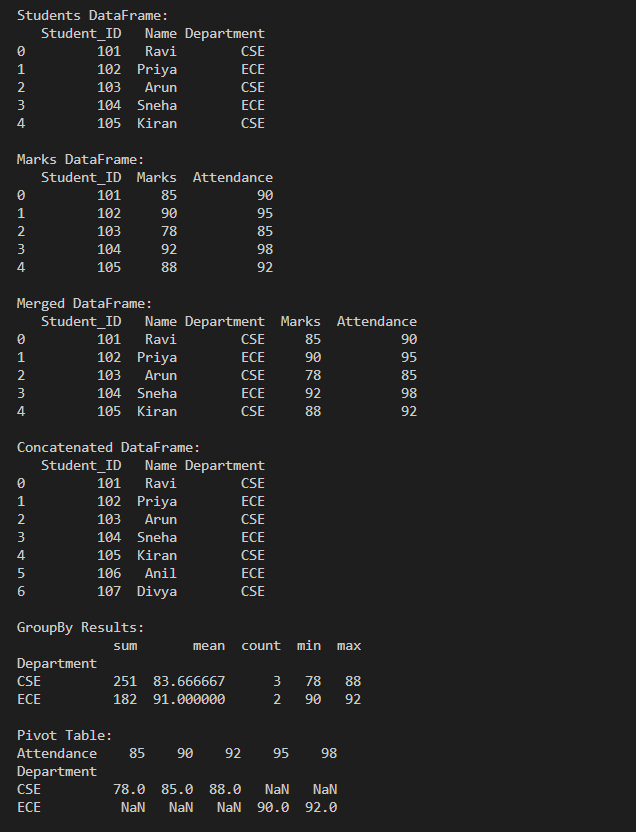 Students DataFrame:
   Student_ID   Name Department
0         101   Ravi        CSE
1         102  Priya        ECE
2         103   Arun        CSE
3         104  Sneha        ECE
4         105  Kiran        CSE

Marks DataFrame:
   Student_ID  Marks  Attendance
0         101     85          90
1         102     90          95
2         103     78          85
3         104     92          98
4         105     88          92

Merged DataFrame:
   Student_ID   Name Department  Marks  Attendance
0         101   Ravi        CSE     85          90
1         102  Priya        ECE     90          95
2         103   Arun        CSE     78          85
3         104  Sneha        ECE     92          98
4         105  Kiran        CSE     88          92

Concatenated DataFrame:
   Student_ID   Name Department
0         101   Ravi        CSE
1         102  Priya        ECE
2         103   Arun        CSE
3         104  Sneha        ECE
4         105  Kiran        CSE
5         106   Anil        ECE
6         107  Divya        CSE

GroupBy Results:
            sum       mean  count  min  max
Department
CSE         251  83.666667      3   78   88
ECE         182  91.000000      2   90   92

Pivot Table:
Attendance    85    90    92    95    98
Department
CSE         78.0  85.0  88.0   NaN   NaN
ECE          NaN   NaN   NaN  90.0  92.0